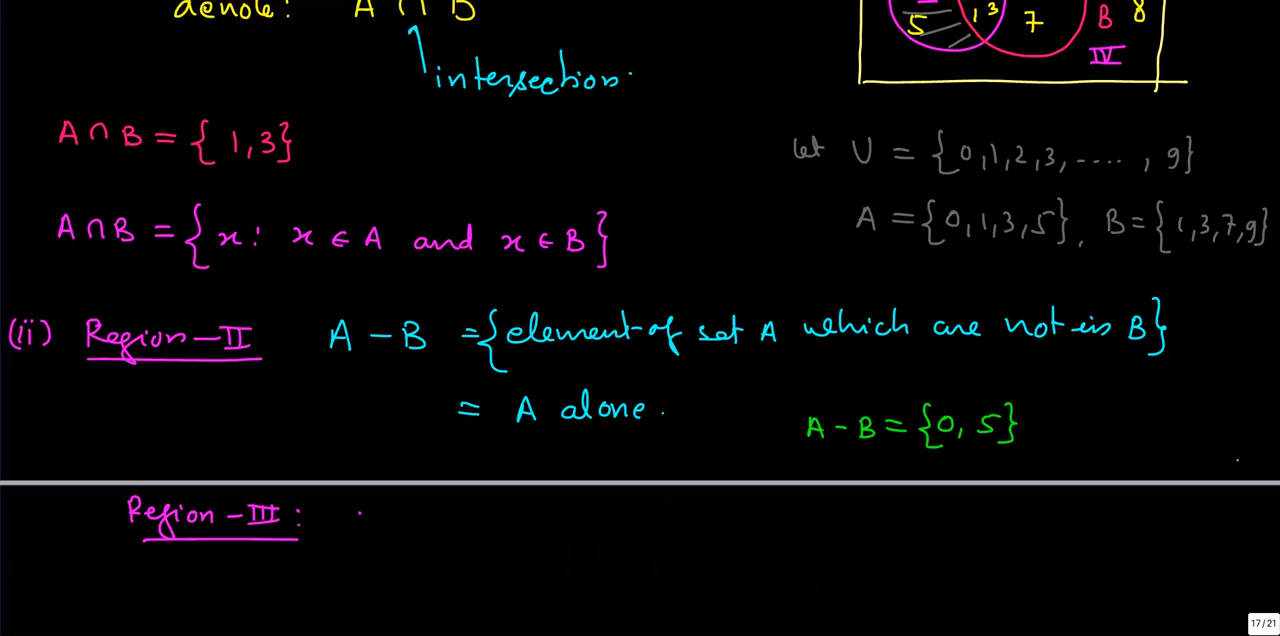 denote: A ∩ B
5 1 3 7 B 8
IV
intersection.
A ∩ B = { 1, 3}
let U = {0,1,2,3,....,9}
A ∩ B = {x: x ∈ A and x ∈ B}
A = {0,1,3,5}, B = {1,3,7,9}
(ii) Region-II A - B = {element of set A which are not in B}
= A alone.
A - B = {0, 5}
Region-III:
17/21